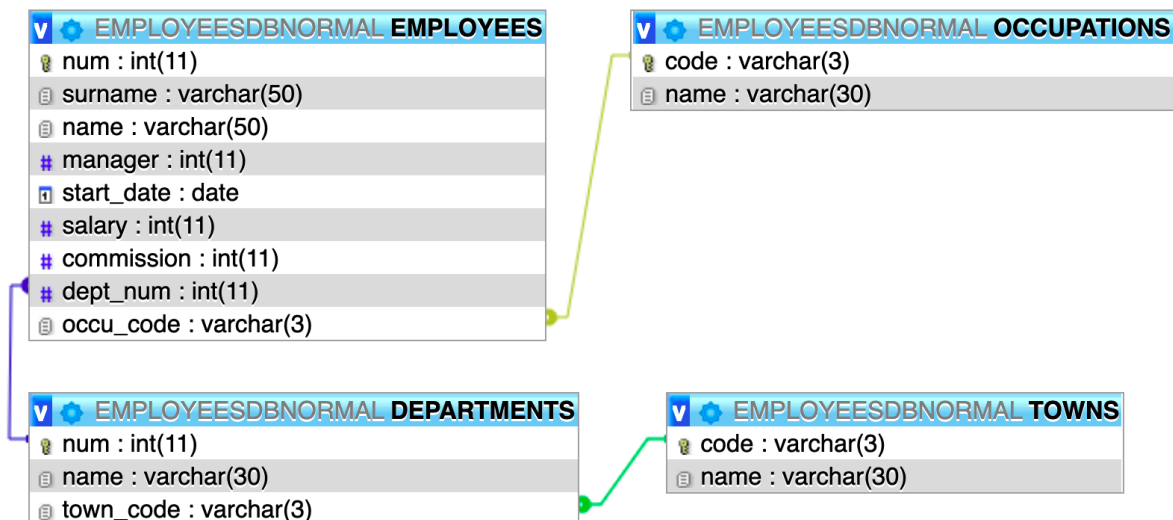 v EMPLOYEESDBNORMAL EMPLOYEES
num : int(11)
surname : varchar(50)
name : varchar(50)
# manager : int(11)
start_date : date
# salary : int(11)
# commission : int(11)
# dept_num : int(11)
occu_code : varchar(3)
v EMPLOYEESDBNORMAL OCCUPATIONS
code : varchar(3)
name : varchar(30)
v EMPLOYEESDBNORMAL DEPARTMENTS
num : int(11)
name : varchar(30)
town_code : varchar(3)
v EMPLOYEESDBNORMAL TOWNS
code : varchar(3)
name : varchar(30)